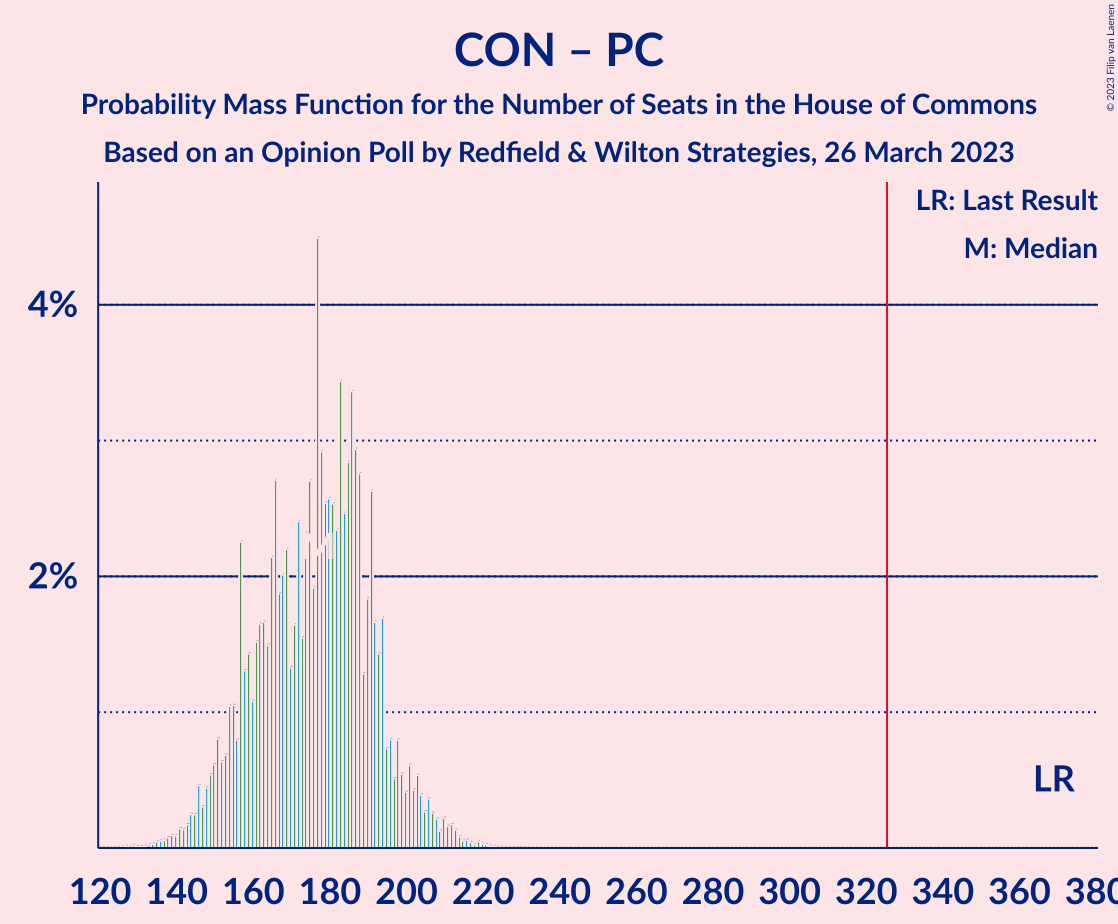 CON – PC
Probability Mass Function for the Number of Seats in the House of Commons
Based on an Opinion Poll by Redfield & Wilton Strategies, 26 March 2023
© 2023 Filip van Laenen
LR: Last Result
M: Median
4%
2%
LR
120 140 160 180 200 220 240 260 280 300 320 340 360 380